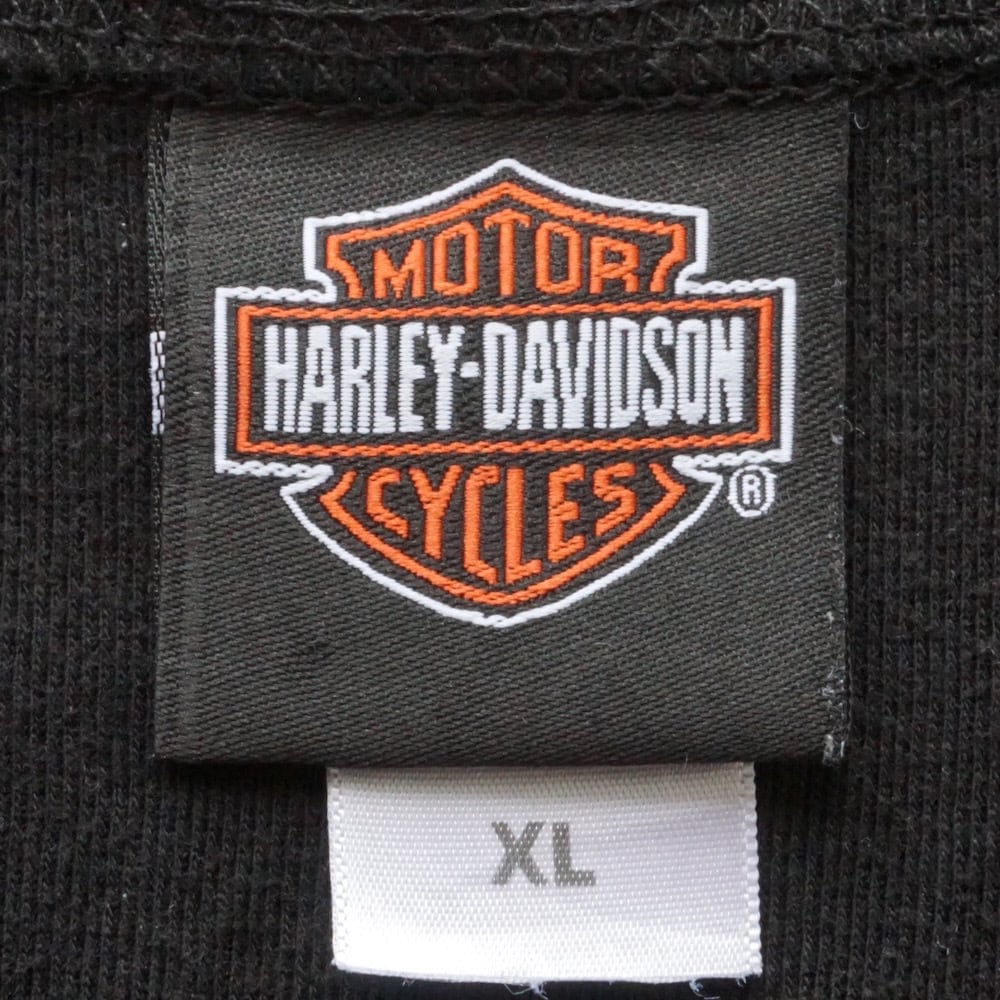 MOTOR
HARLEY-DAVIDSON
CYCLES
®
XL